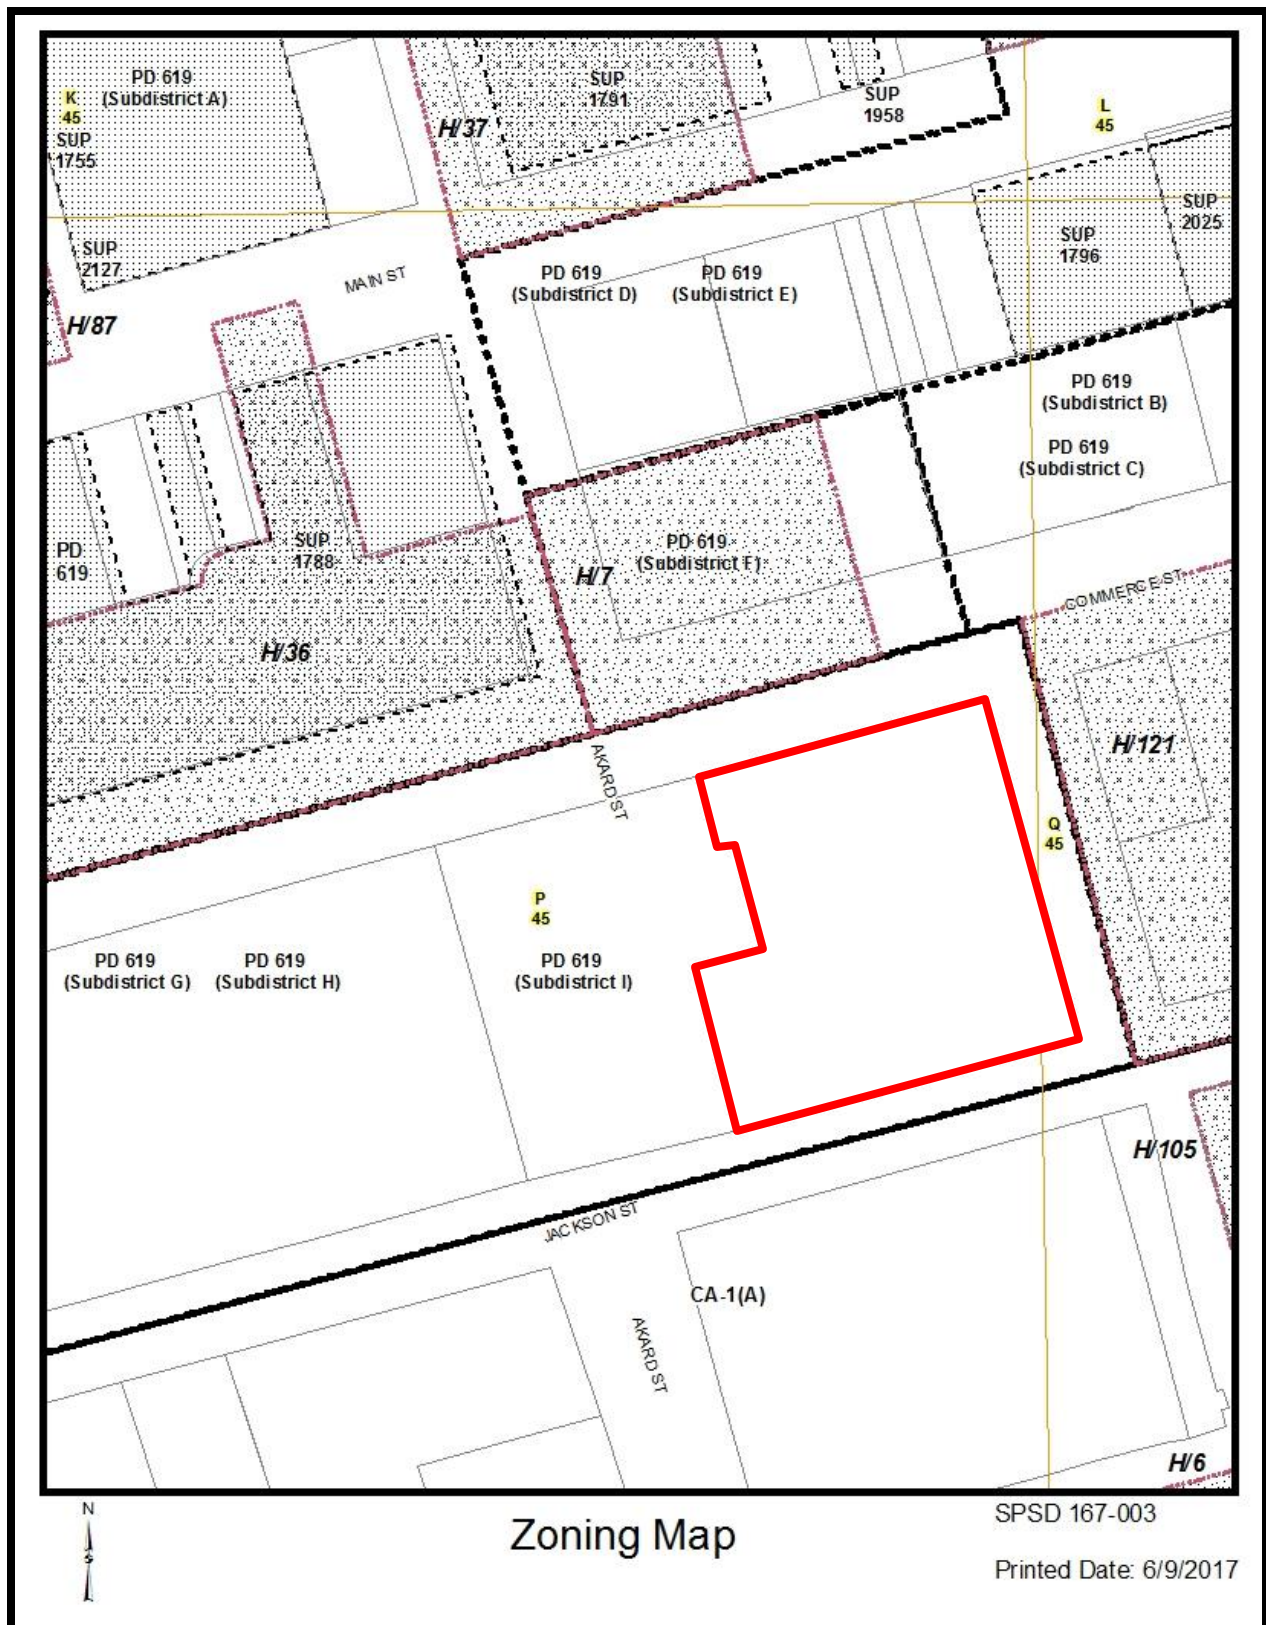 PD 619
(Subdistrict A)
K
45
SUP
1755
SUP
2127
H/37
SUP
1791
SUP
1958
L
45
SUP
2025
SUP
1796
MAIN ST
PD 619
(Subdistrict D)
PD 619
(Subdistrict E)
H/87
PD 619
(Subdistrict B)
PD 619
(Subdistrict C)
PD
619
SUP
1788
PD 619
(Subdistrict F)
H/7
COMMERCE ST
H/36
AKARD ST
H/121
Q
45
P
45
PD 619
(Subdistrict G)
PD 619
(Subdistrict H)
PD 619
(Subdistrict I)
H/105
JACKSON ST
CA-1(A)
AKARD ST
H/6
N
S
Zoning Map
SPSD 167-003
Printed Date: 6/9/2017